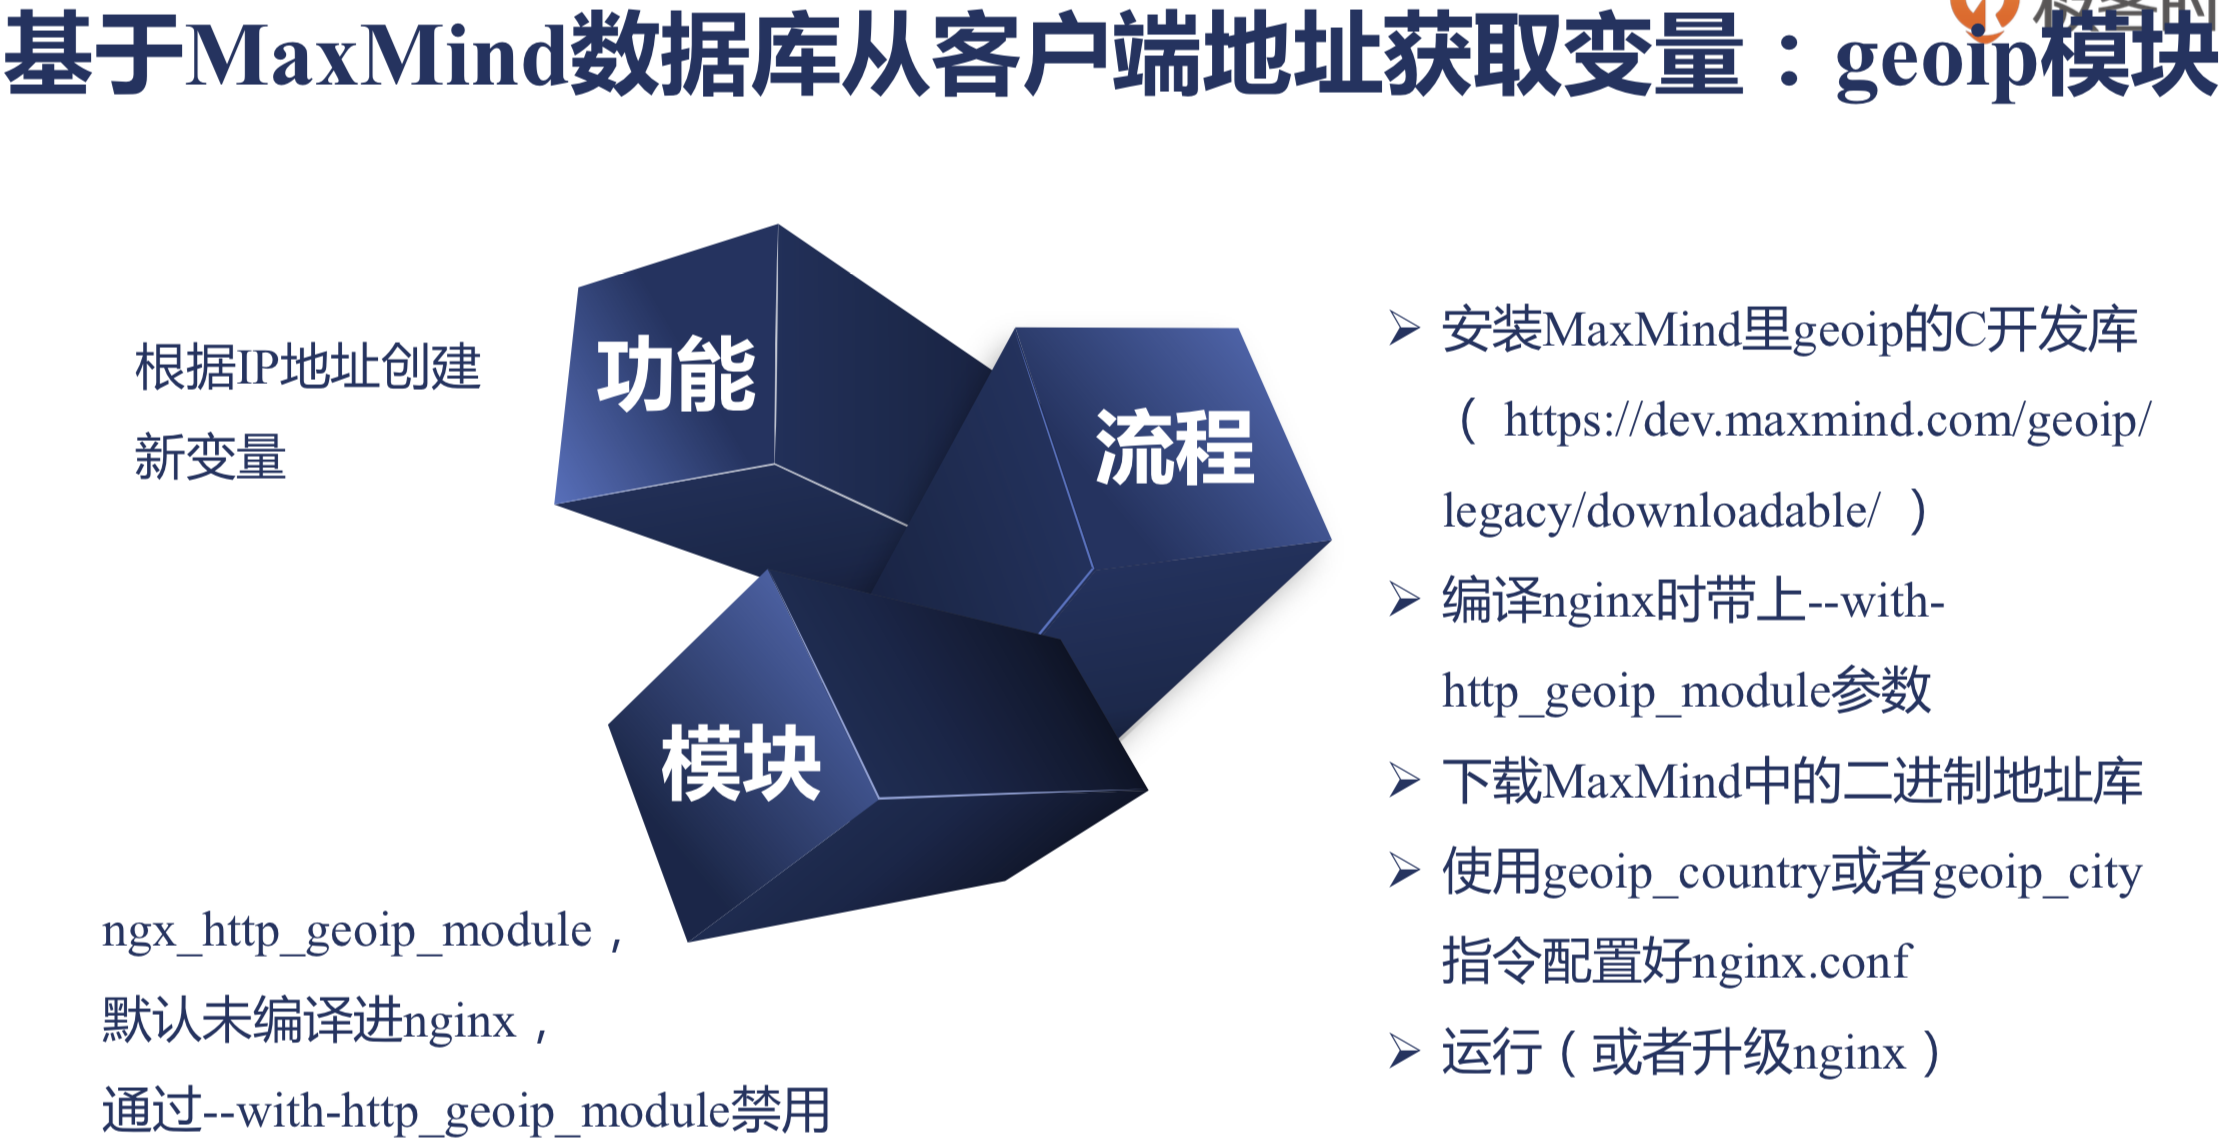 基于MaxMind数据库从客户端地址获取变量：geoip模块
功能
根据IP地址创建
新变量
流程
安装MaxMind里geoip的C开发库
（ https://dev.maxmind.com/geoip/
legacy/downloadable/ ）
编译nginx时带上--with-
http_geoip_module参数
下载MaxMind中的二进制地址库
使用geoip_country或者geoip_city
指令配置好nginx.conf
运行（或者升级nginx）
模块
ngx_http_geoip_module，
默认未编译进nginx，
通过--with-http_geoip_module禁用